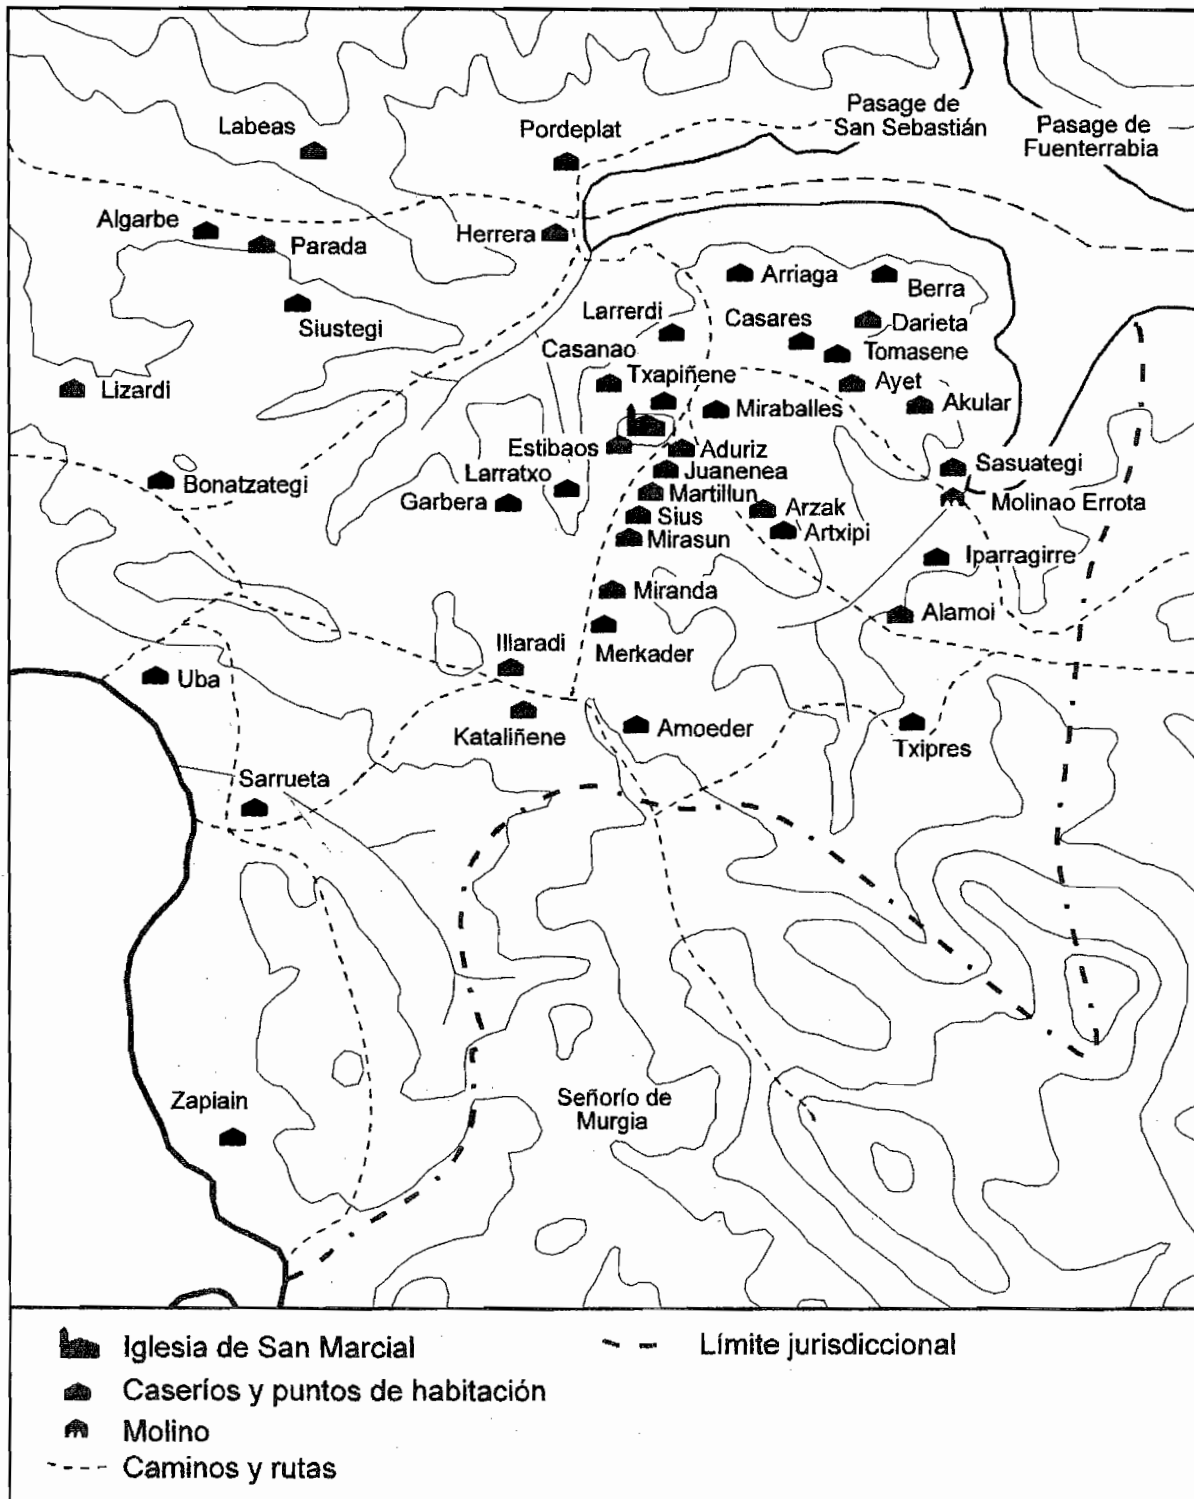 Labeas
Pordeplat
Pasage de
San Sebastián
Pasage de
Fuenterrabia
Algarbe
Parada
Herrera
Siustegi
Arriaga
Berra
Larrerdi
Casares
Darieta
Tomasene
Casanao
Txapiñene
Ayet
Lizardi
Miraballes
Akular
Estibaos
Aduriz
Juanenea
Sasuategi
Larratxo
Bonatzategi
Garbera
Martillun
Molinao Errota
Arzak
Sius
Artxipi
Mirasun
Iparragirre
Miranda
Alamoi
Illaradi
Merkader
Uba
Kataliñene
Amoeder
Txipres
Sarrueta
Zapiain
Señorío de
Murgia
Iglesia de San Marcial
Límite jurisdiccional
Caseríos y puntos de habitación
Molino
Caminos y rutas